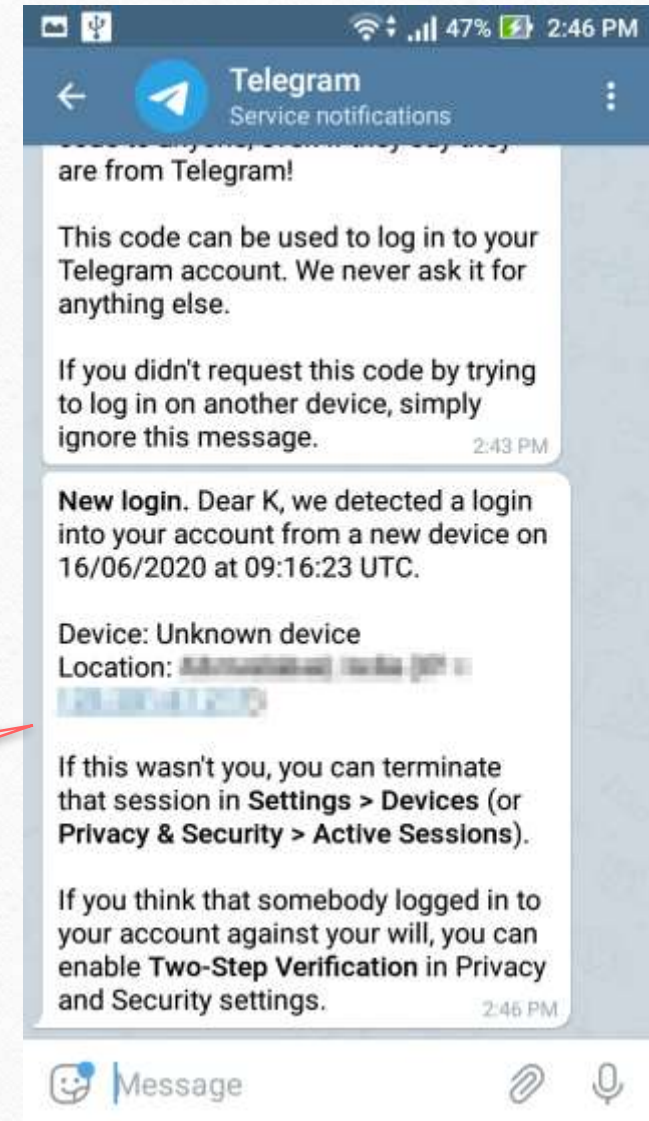 47% 2:46 PM
Telegram
Service notifications
are from Telegram!
This code can be used to log in to your
Telegram account. We never ask it for
anything else.
If you didn't request this code by trying
to log in on another device, simply
ignore this message.
2:43 PM
New login. Dear K, we detected a login
into your account from a new device on
16/06/2020 at 09:16:23 UTC.
Device: Unknown device
Location:
If this wasn't you, you can terminate
that session in Settings > Devices (or
Privacy & Security > Active Sessions).
If you think that somebody logged in to
your account against your will, you can
enable Two-Step Verification in Privacy
and Security settings.
2:46 PM
Message